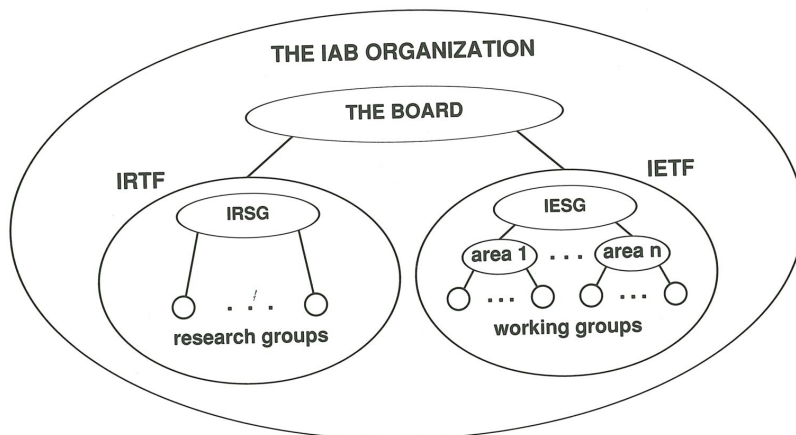 THE IAB ORGANIZATION
THE BOARD
IRTF
IETF
IRSG
IESG
area 1 . . . area n
. . .
... ...
research groups
working groups